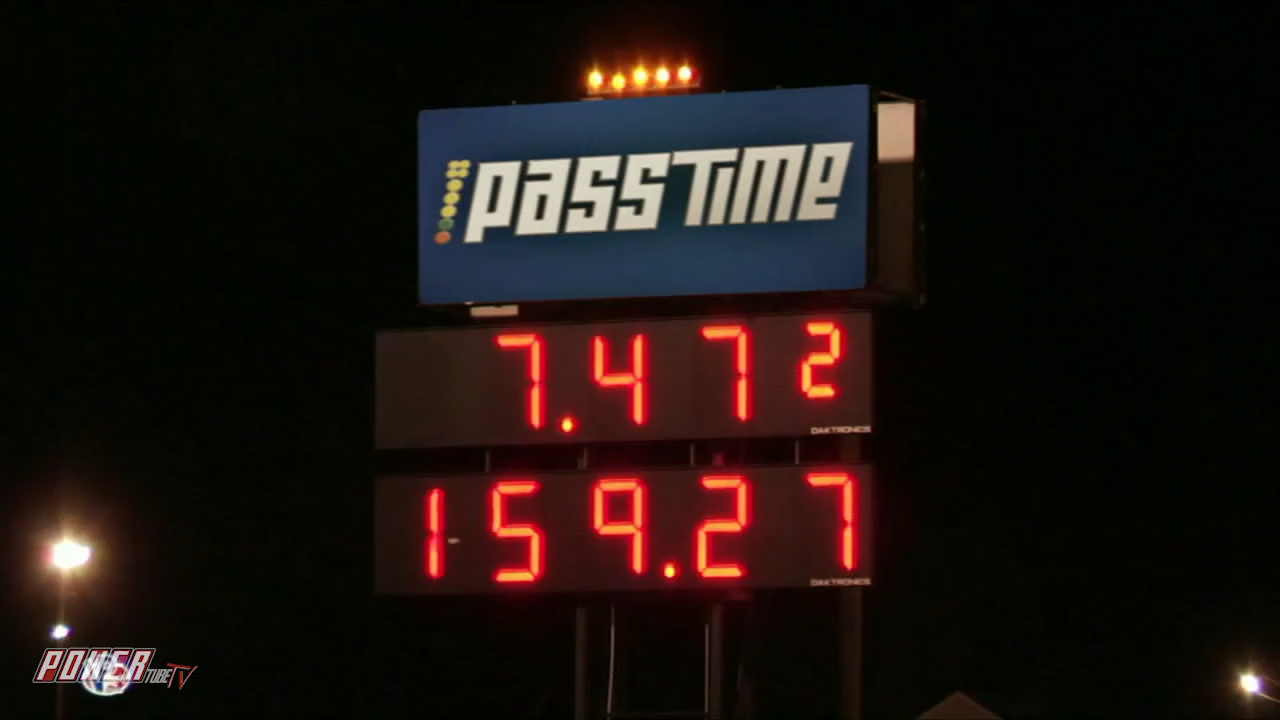 PASSTIME
7.472
DAKTRONICS
159.27
DAKTRONICS
POWER TUBE TV